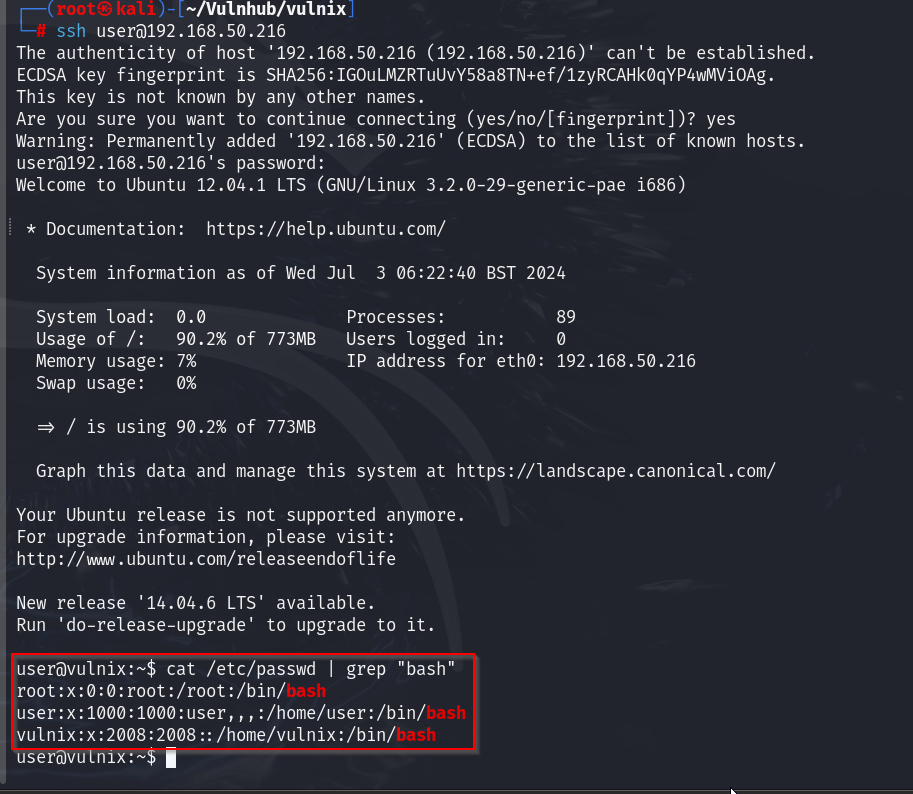 ┌──(root㉿kali)-[~/Vulnhub/vulnix]
└─# ssh user@192.168.50.216
The authenticity of host '192.168.50.216 (192.168.50.216)' can't be established.
ECDSA key fingerprint is SHA256:IGOuLMZRTuUvY58a8TN+ef/1zyRCAHk0qYP4wMViOAg.
This key is not known by any other names.
Are you sure you want to continue connecting (yes/no/[fingerprint])? yes
Warning: Permanently added '192.168.50.216' (ECDSA) to the list of known hosts.
user@192.168.50.216's password:
Welcome to Ubuntu 12.04.1 LTS (GNU/Linux 3.2.0-29-generic-pae i686)
* Documentation:  https://help.ubuntu.com/
System information as of Wed Jul  3 06:22:40 BST 2024
System load:  0.0               Processes:           89
Usage of /:   90.2% of 773MB   Users logged in:     0
Memory usage: 7%               IP address for eth0: 192.168.50.216
Swap usage:   0%
=> / is using 90.2% of 773MB
Graph this data and manage this system at https://landscape.canonical.com/
Your Ubuntu release is not supported anymore.
For upgrade information, please visit:
http://www.ubuntu.com/releaseendoflife
New release '14.04.6 LTS' available.
Run 'do-release-upgrade' to upgrade to it.
user@vulnix:~$ cat /etc/passwd | grep "bash"
root:x:0:0:root:/root:/bin/bash
user:x:1000:1000:user,,,:/home/user:/bin/bash
vulnix:x:2008:2008::/home/vulnix:/bin/bash
user@vulnix:~$